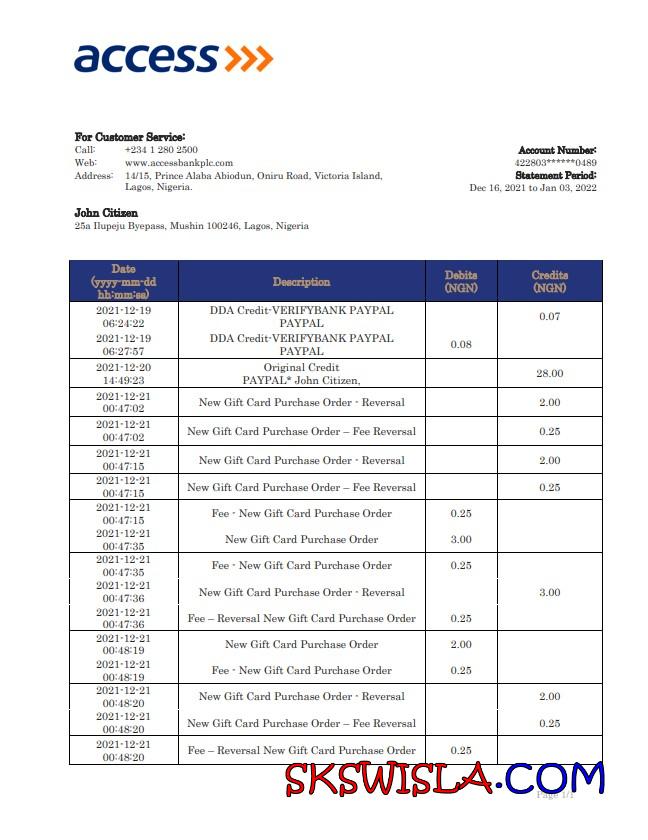 access
For Customer Service:
Call: +234 1 280 2500
Web: www.accessbankplc.com
Address: 14/15, Prince Alaba Abiodun, Oniru Road, Victoria Island,
Lagos, Nigeria.
Account Number:
422803******0489
Statement Period:
Dec 16, 2021 to Jan 03, 2022
John Citizen
25a Ilupeju Byepass, Mushin 100246, Lagos, Nigeria
Date
(yyyy-mm-dd
hh:mm:ss)
Description
Debits
(NGN)
Credits
(NGN)
2021-12-19
06:24:22
DDA Credit-VERIFYBANK PAYPAL
PAYPAL
0.07
2021-12-19
06:27:57
DDA Credit-VERIFYBANK PAYPAL
PAYPAL
0.08
2021-12-20
14:49:23
Original Credit
PAYPAL* John Citizen,
28.00
2021-12-21
00:47:02
New Gift Card Purchase Order - Reversal
2.00
2021-12-21
00:47:02
New Gift Card Purchase Order – Fee Reversal
0.25
2021-12-21
00:47:15
New Gift Card Purchase Order - Reversal
2.00
2021-12-21
00:47:15
New Gift Card Purchase Order – Fee Reversal
0.25
2021-12-21
00:47:15
Fee - New Gift Card Purchase Order
0.25
2021-12-21
00:47:35
New Gift Card Purchase Order
3.00
2021-12-21
00:47:35
Fee - New Gift Card Purchase Order
0.25
2021-12-21
00:47:36
New Gift Card Purchase Order - Reversal
3.00
2021-12-21
00:47:36
Fee – Reversal New Gift Card Purchase Order
0.25
2021-12-21
00:48:19
New Gift Card Purchase Order
2.00
2021-12-21
00:48:19
Fee - New Gift Card Purchase Order
0.25
2021-12-21
00:48:20
New Gift Card Purchase Order - Reversal
2.00
2021-12-21
00:48:20
New Gift Card Purchase Order – Fee Reversal
0.25
2021-12-21
00:48:20
Fee – Reversal New Gift Card Purchase Order
0.25
SKSWISLA.COM
Page 1/1